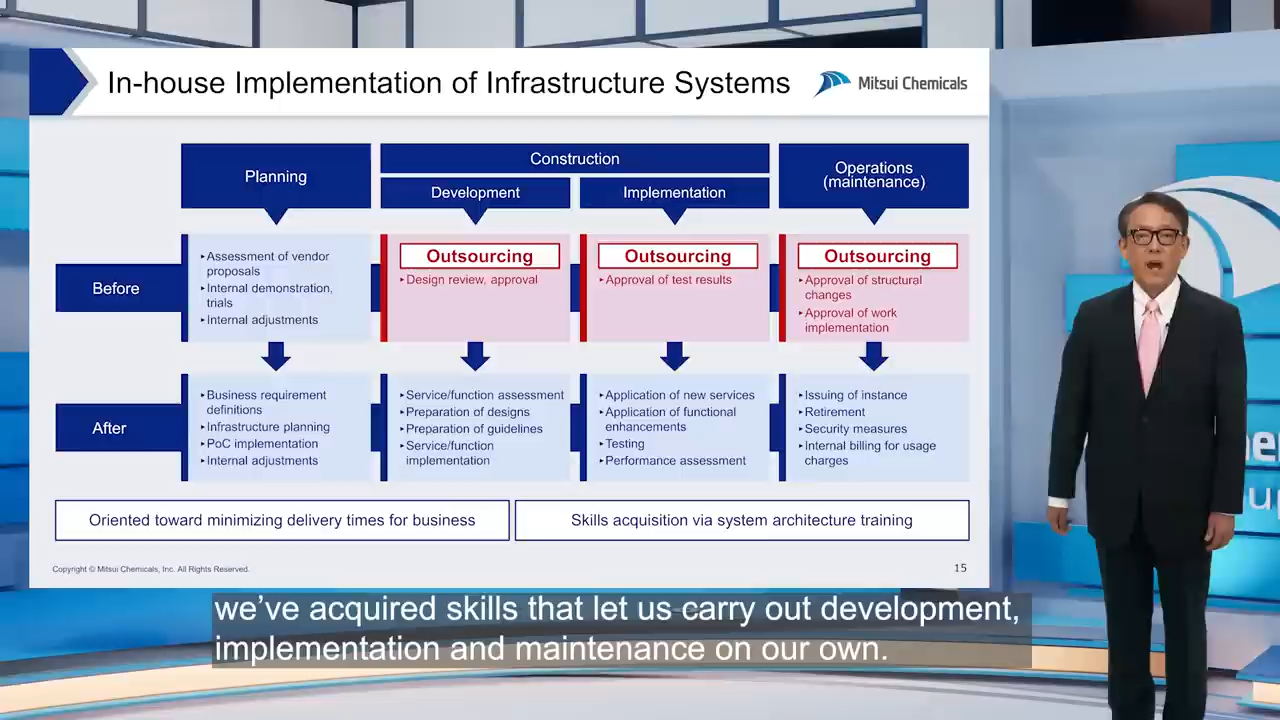 In-house Implementation of Infrastructure Systems
Mitsui Chemicals
Planning
Construction
Development
Implementation
Operations
(maintenance)
Before
▸Assessment of vendor
proposals
▸Internal demonstration,
trials
▸Internal adjustments
Outsourcing
▸Design review, approval
Outsourcing
▸Approval of test results
Outsourcing
▸Approval of structural
changes
▸Approval of work
implementation
After
▸Business requirement
definitions
▸Infrastructure planning
▸PoC implementation
▸Internal adjustments
▸Service/function assessment
▸Preparation of designs
▸Preparation of guidelines
▸Service/function
implementation
▸Application of new services
▸Application of functional
enhancements
▸Testing
▸Performance assessment
▸Issuing of instance
▸Retirement
▸Security measures
▸Internal billing for usage
charges
Oriented toward minimizing delivery times for business
Skills acquisition via system architecture training
Copyright © Mitsui Chemicals, Inc. All Rights Reserved.
15
we've acquired skills that let us carry out development,
implementation and maintenance on our own.